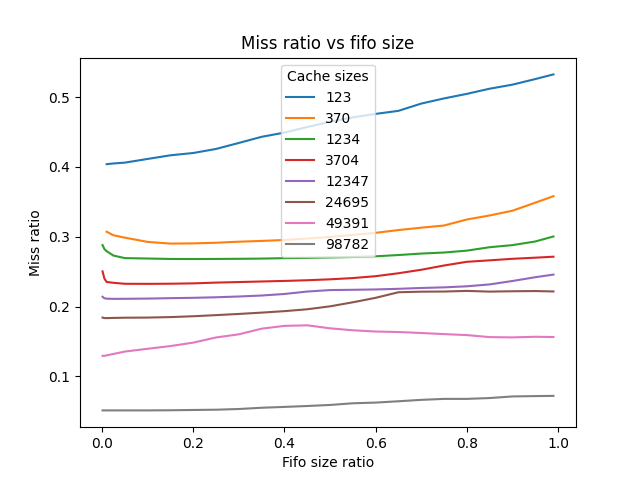 Miss ratio vs fifo size
Cache sizes
123
370
1234
3704
12347
24695
49391
98782
0.5
0.4
0.3
0.2
0.1
Miss ratio
0.0 0.2 0.4 0.6 0.8 1.0
Fifo size ratio